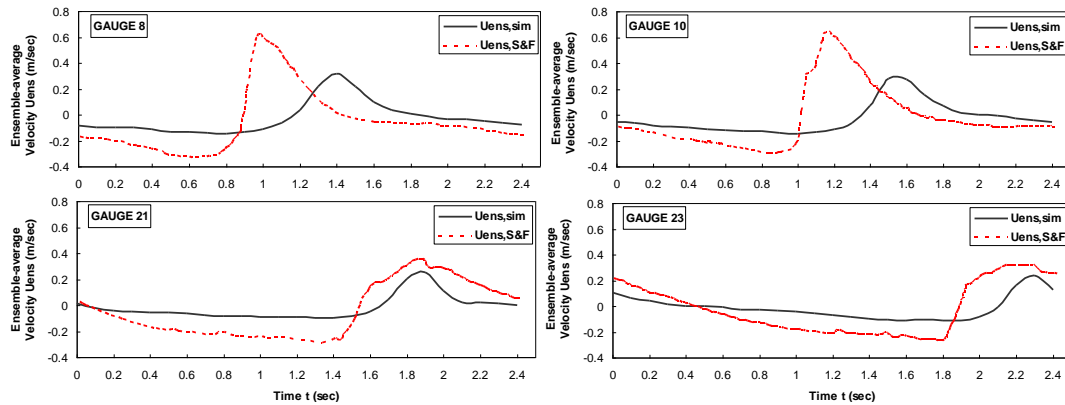 GAUGE 8
Uens,sim
Uens,S&F
Ensemble-average
Velocity Uens (m/sec)
0.8
0.6
0.4
0.2
0
-0.2
-0.4
0 0.2 0.4 0.6 0.8 1 1.2 1.4 1.6 1.8 2 2.2 2.4
GAUGE 10
Uens,sim
Uens,S&F
Ensemble-average
Velocity Uens (m/sec)
0.8
0.6
0.4
0.2
0
-0.2
-0.4
0 0.2 0.4 0.6 0.8 1 1.2 1.4 1.6 1.8 2 2.2 2.4
GAUGE 21
Uens,sim
Uens,S&F
Ensemble-average
Velocity Uens (m/sec)
0.8
0.6
0.4
0.2
0
-0.2
-0.4
0 0.2 0.4 0.6 0.8 1 1.2 1.4 1.6 1.8 2 2.2 2.4
Time t (sec)
GAUGE 23
Uens,sim
Uens,S&F
Ensemble-average
Velocity Uens (m/sec)
0.8
0.6
0.4
0.2
0
-0.2
-0.4
0 0.2 0.4 0.6 0.8 1 1.2 1.4 1.6 1.8 2 2.2 2.4
Time t (sec)